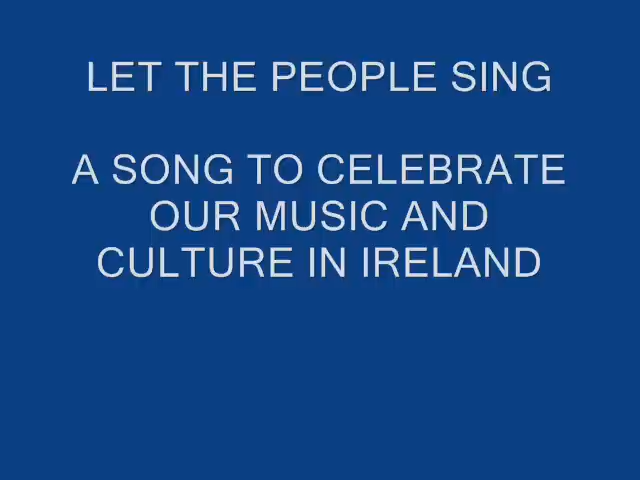 LET THE PEOPLE SING
A SONG TO CELEBRATE
OUR MUSIC AND
CULTURE IN IRELAND